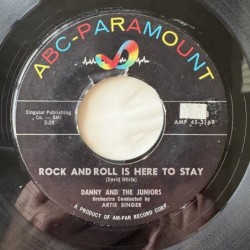 ABC-PARAMOUNT
Singular Publishing
Co. — BMI
2:28
AMP 45-3169
ROCK AND ROLL IS HERE TO STAY
(David White)
DANNY AND THE JUNIORS
Orchestra Conducted by
ARTIE SINGER
A PRODUCT OF AM-PAR RECORD CORP.